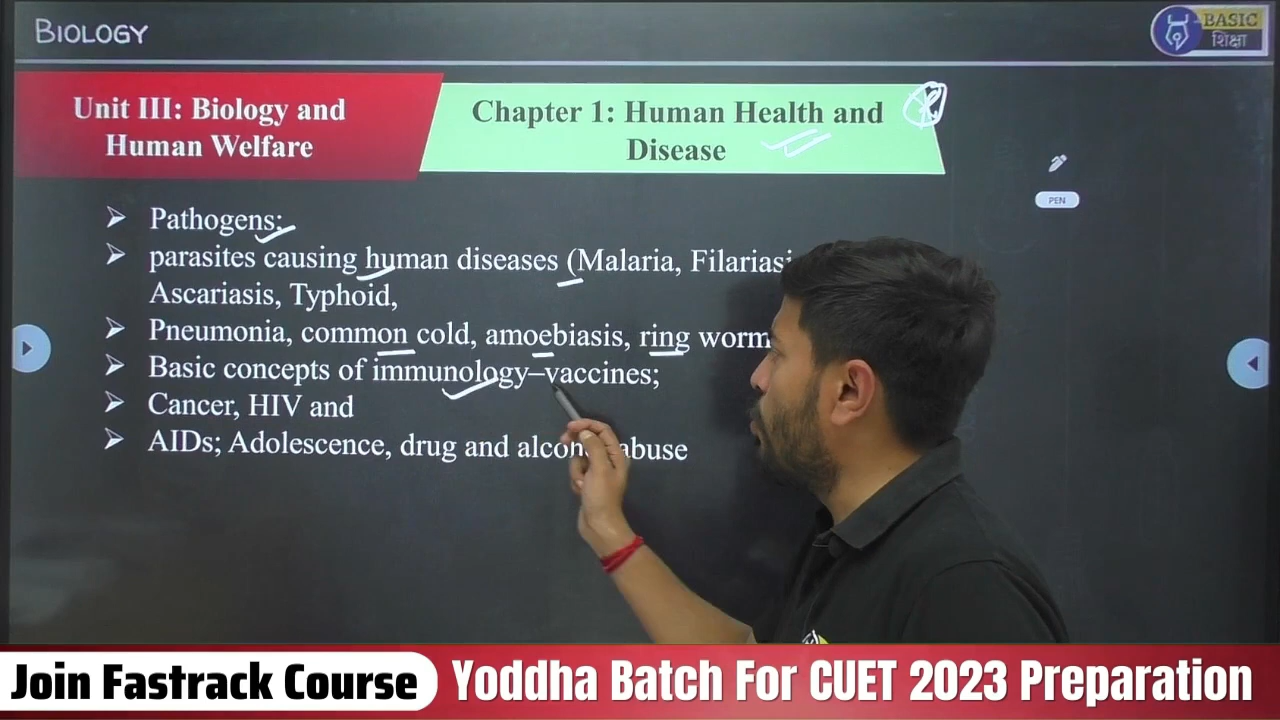 BIOLOGY
BASIC
शिक्षा
Unit III: Biology and
Human Welfare
Chapter 1: Human Health and
Disease
PEN
Pathogens;
parasites causing human diseases (Malaria,
Ascariasis, Typhoid,
Pneumonia, common cold, amoebiasis, ring worm
Basic concepts of immunology–vaccines;
Cancer, HIV and
AIDs; Adolescence, drug and abuse
Join Fastrack Course
Yoddha Batch For CUET 2023 Preparation